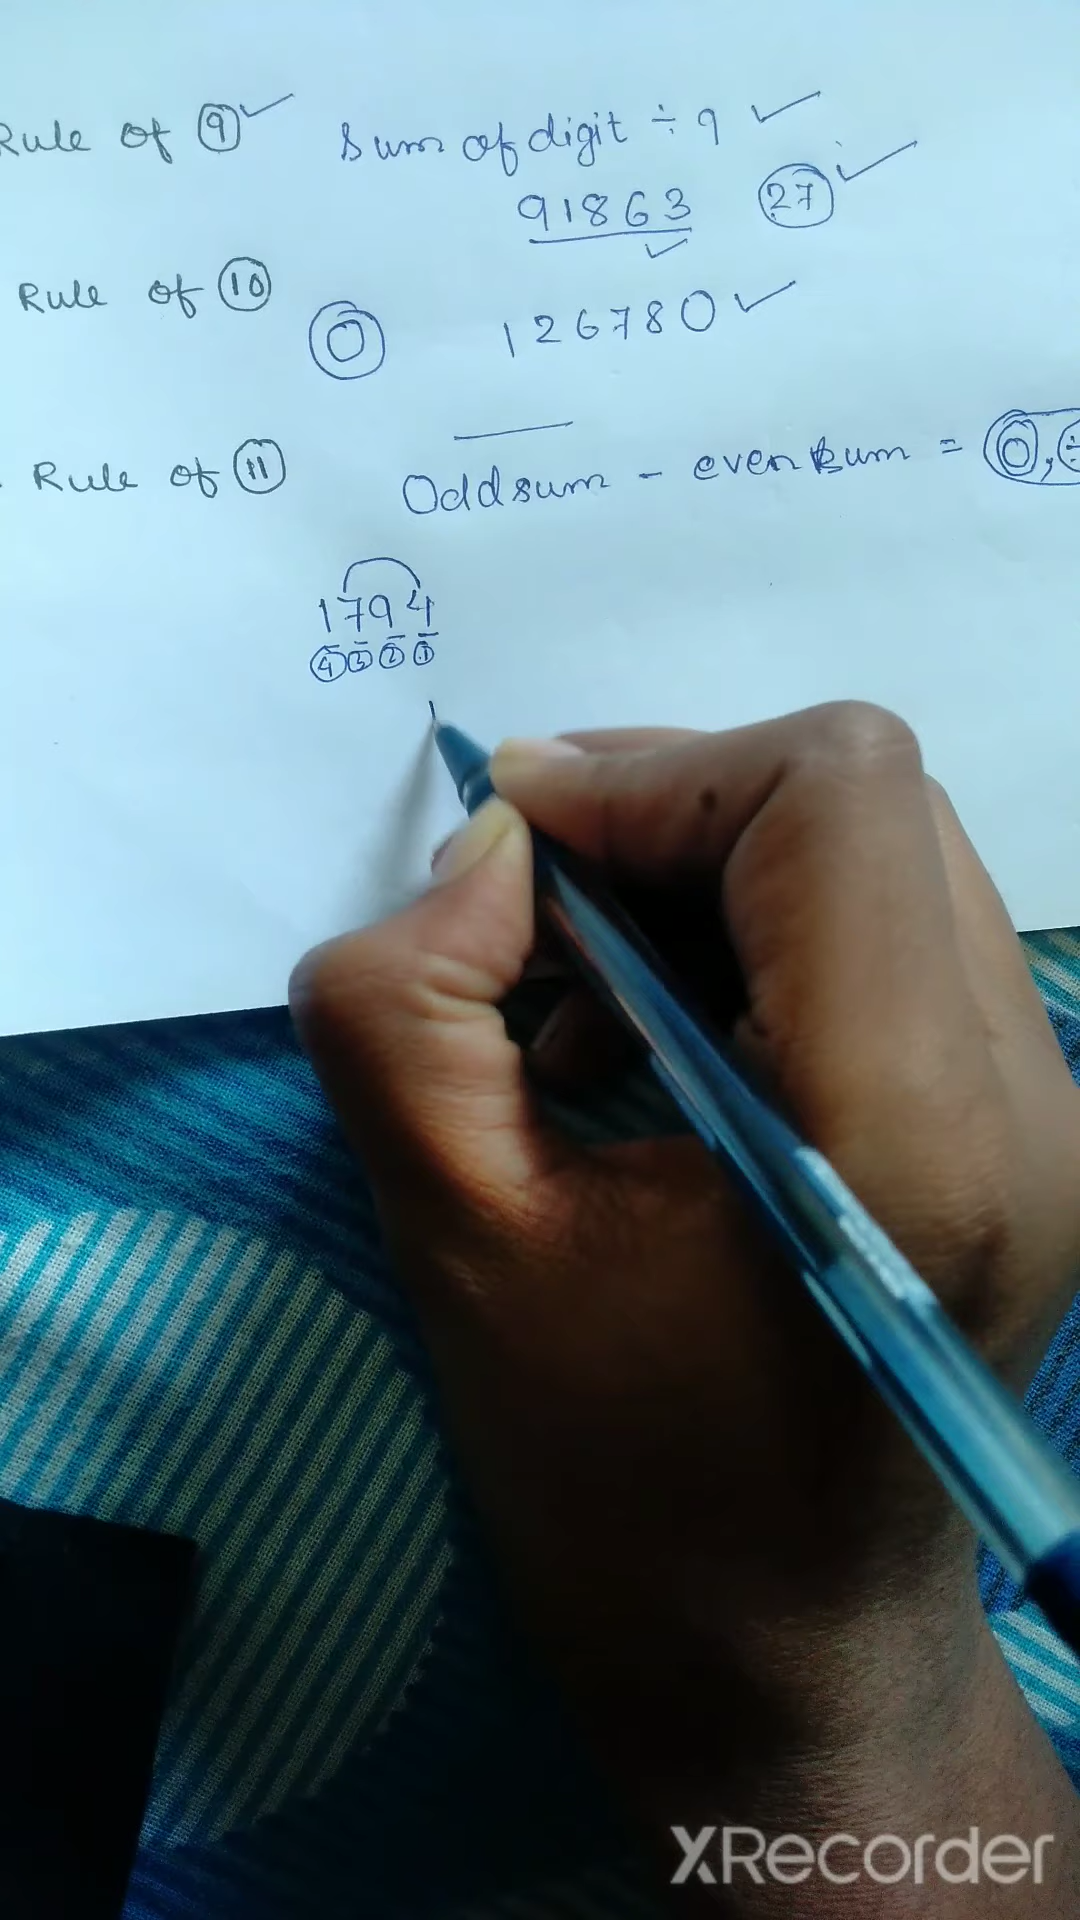 Rule of 9 ✓ Sum of digit ÷ 9 ✓
91863 27 ✓
✓
Rule of 10
0 126780 ✓
Rule of 11 Oddsum - even sum = 0, ÷
1794
4 3 2 1
XRecorder